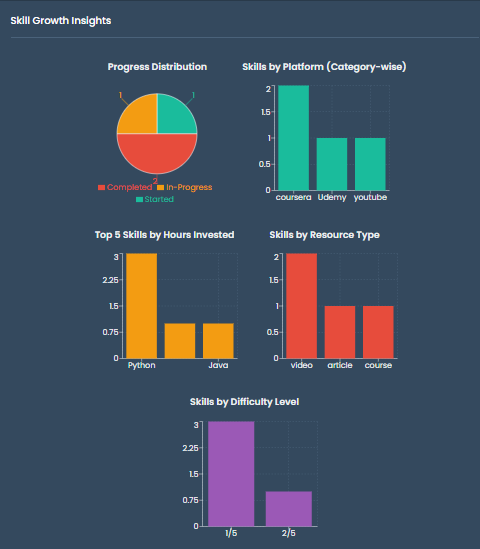 Skill Growth Insights
Progress Distribution
1
1
2
Completed In-Progress
Started
Skills by Platform (Category-wise)
2
1.5
1
0.5
0
coursera Udemy youtube
Top 5 Skills by Hours Invested
3
2.25
1.5
0.75
0
Python Java
Skills by Resource Type
2
1.5
1
0.5
0
video article course
Skills by Difficulty Level
3
2.25
1.5
0.75
0
1/5 2/5